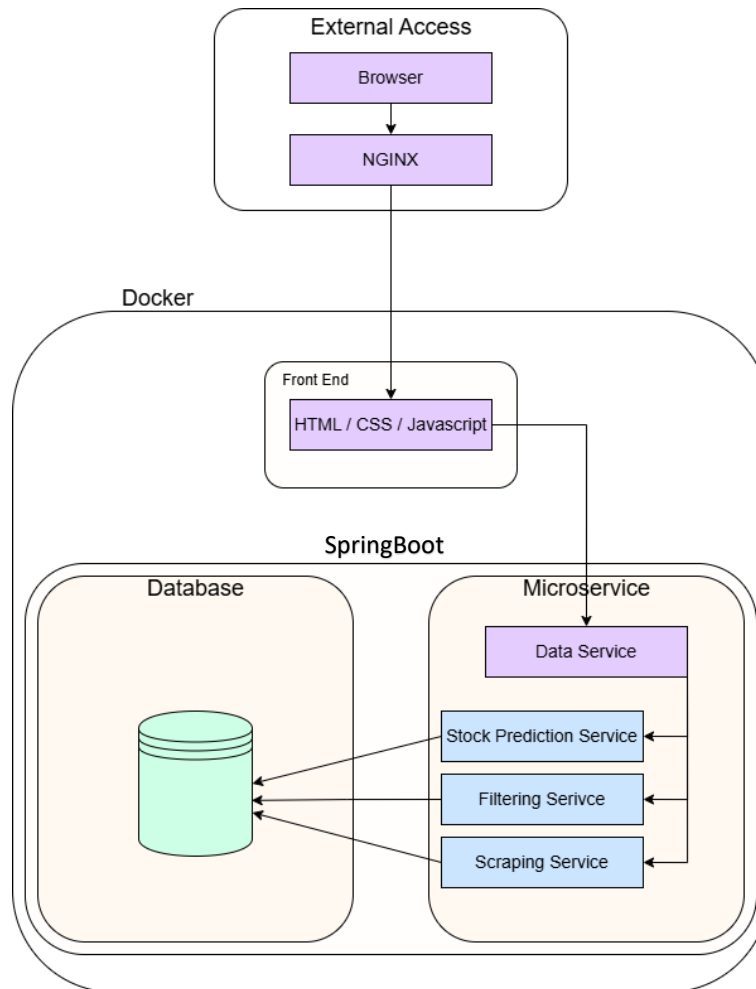 External Access
Browser
NGINX
Docker
Front End
HTML / CSS / Javascript
SpringBoot
Database
Microservice
Data Service
Stock Prediction Service
Filtering Serivce
Scraping Service